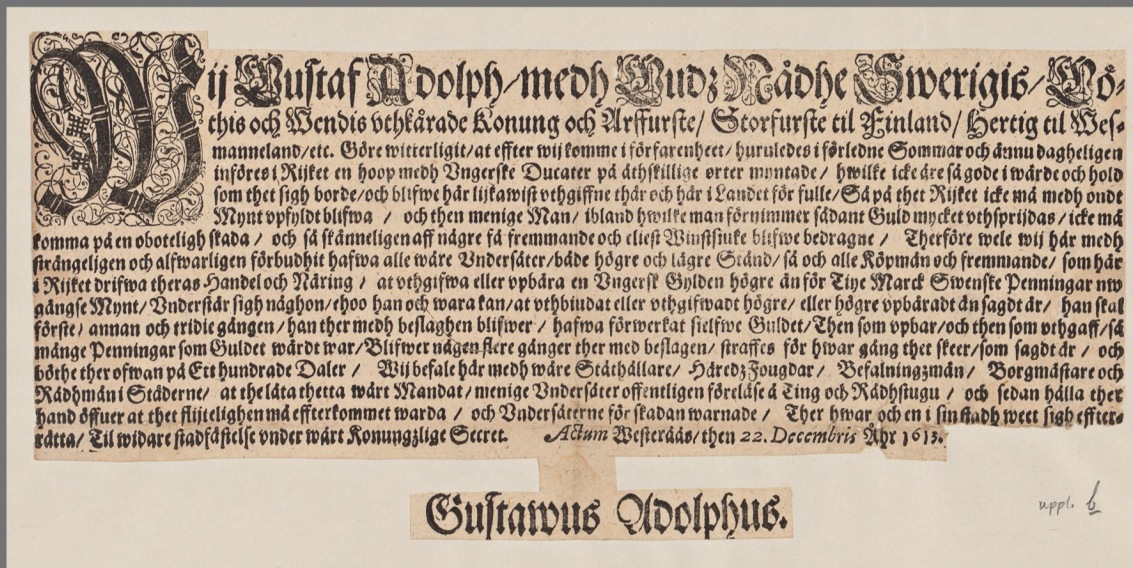 Wij Gustaf Adolph/ medh Gudz Nådhe Swerigis/ Gö-
this och Wendis vthkårade Konung och Arffurste/ Storfurste til Finland/ Hertig til Wes-
manneland/etc. Göre witterligit/at effter wij komme i förfarenheet/ huruledes i förledne Sommar och ännu dagheligen
införes i Rijket en hoop medh Vngerske Ducater på åthskillige orter myntade/ hwilke icke äre så gode i wärde och hold
som thet sigh borde/och blifwe här lijkawist vthgiffne thär och här i Landet för fulle/ Så på thet Rijket icke må medh ondt
Mynt vpfyldt blifwa / och then menige Man/ ibland hwilke man förnimmer sådant Guld mycket vthsprijdas/ icke må
komma på en oboteligh skada / och så skänneligen aff någre få fremmande och eliest Winstsiuke blifwe bedragne / Therföre wele wij här medh
strängeligen och alfwarligen förbudhit hafwa alle wåre Vndersåter/både högre och lägre Stånd/ så och alle Köpmän och fremmande/ som här
i Rijket drifwa theras Handel och Näring / at vthgifwa eller vpbära en Vngersk Gylden högre än för Tiye Marck Swenske Penningar nw
gångse Mynt/ Vnderstår sigh någhon/ehoo han och wara kan/ at vthbiudat eller vthgifwadt högre/ eller högre vpbäradt än sagdt är/ han skal
förste/ annan och tridie gången/ han ther medh beslaghen blifwer / hafwa förwerkat sielfwe Guldet/ Then som vpbar/och then som vthgaff/ så
månge Penningar som Guldet wärdt war/ Blifwer någen flere gånger ther med beslagen/ straffes för hwar gång thet skeer/som sagdt är / och
böthe ther ofwan på Ett hundrade Daler / Wij befale här medh wåre Ståthållare/ Häredz Fougdar/ Befalningzmän/ Borgmästare och
Rådhmän i Städerne/ at the låta thetta wårt Mandat/ menige Vndersåter offentligen föreläse å Ting och Rådhstugu / och sedan hålla ther
hand öffuer at thet flijtelighen må effterkommet warda / och Vndersåterne för skadan warnade / Ther hwar och en i sin stadh weet sigh effter-
rätta/ Til widare stadfästelse vnder wårt Konungzlige Secret. Actum Westeråås/ then 22. Decembris Åhr 1613.
Gustawus Adolphus.
uppl. b